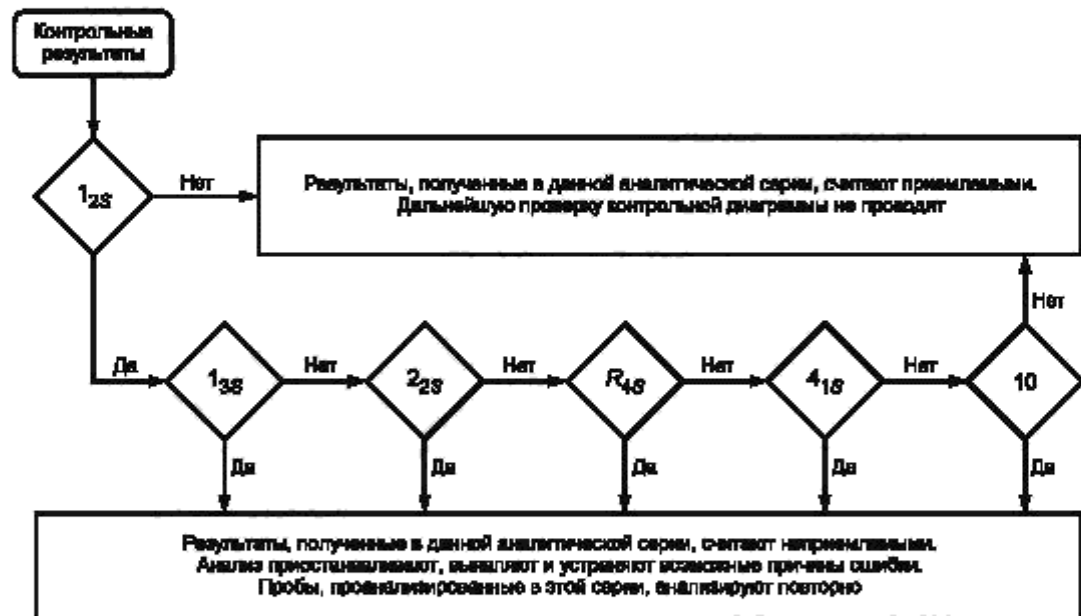 Контрольные
результаты
1₂S
Нет
Результаты, полученные в данной аналитической серии, считают приемлемыми.
Дальнейшую проверку контрольной диаграммы не проводят
Нет
Да
1₃S
Нет
2₂S
Нет
R₄S
Нет
4₁S
Нет
10
Да
Да
Да
Да
Да
Результаты, полученные в данной аналитической серии, считают неприемлемыми.
Анализ приостанавливают, выявляют и устраняют возможные причины ошибки.
Пробы, проанализированные в этой серии, анализируют повторно